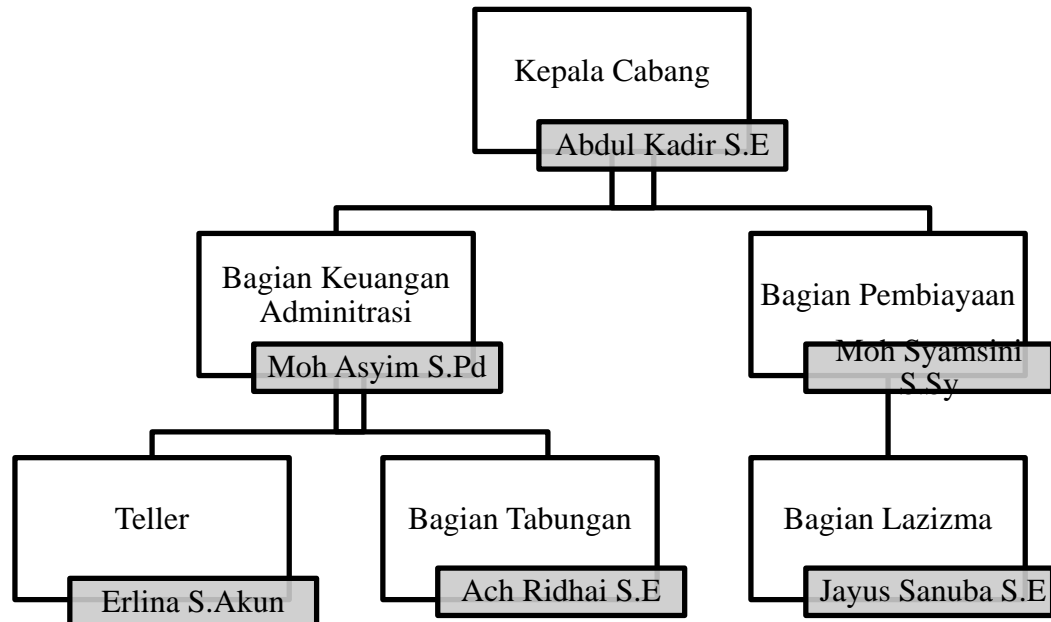 Kepala Cabang
Abdul Kadir S.E
Bagian Keuangan
Adminitrasi
Moh Asyim S.Pd
Bagian Pembiayaan
Moh Syamsini
S.Sy
Teller
Erlina S.Akun
Bagian Tabungan
Ach Ridhai S.E
Bagian Lazizma
Jayus Sanuba S.E